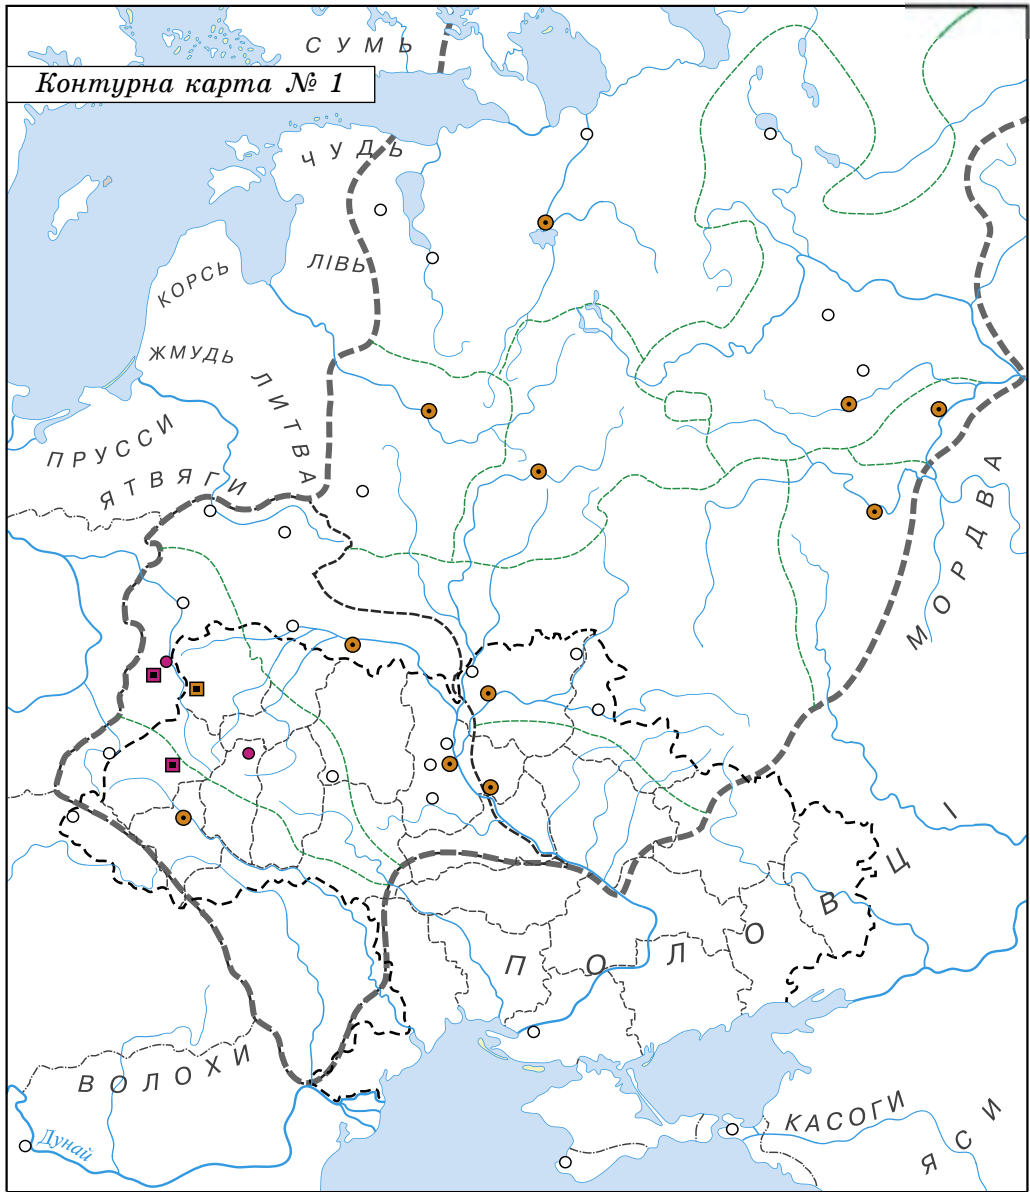 СУМЬ
Контурна карта № 1
ЧУДЬ
ЛІВЬ
КОРСЬ
ЖМУДЬ
ЛИТВА
ПРУССИ
ЯТВЯГИ
МОРДВА
ПОЛОВЦІ
ВОЛОХИ
Дунай
КАСОГИ
ЯСИ